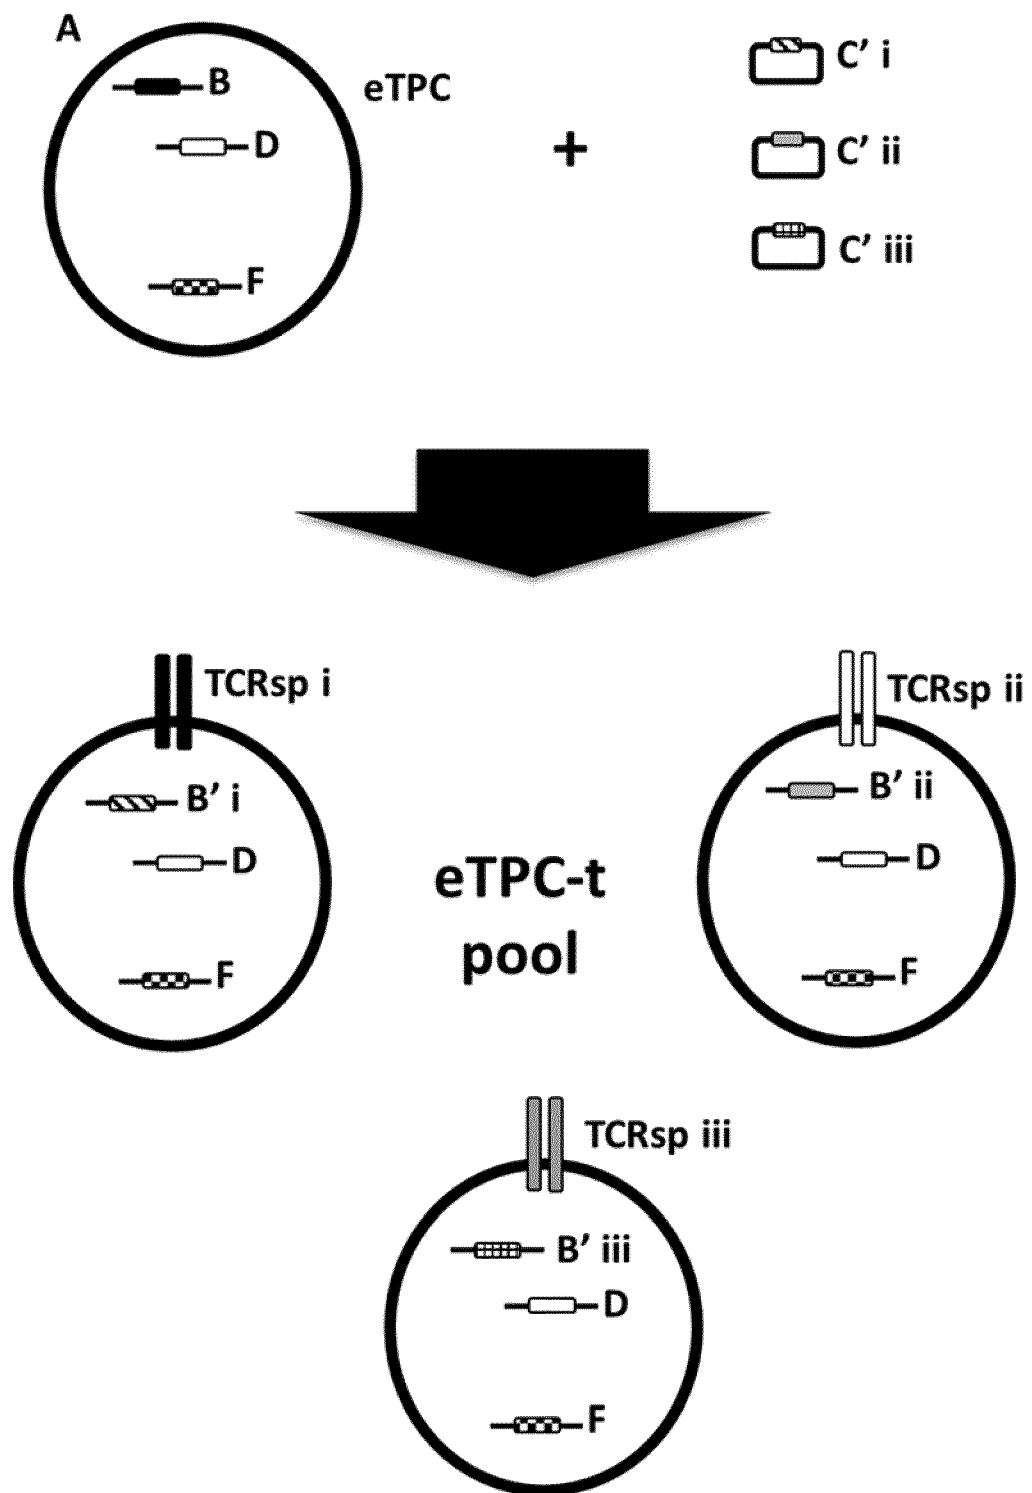 A
B
eTPC
D
F
+
C' i
C' ii
C' iii
TCRsp i
B' i
D
F
eTPC-t
pool
TCRsp ii
B' ii
D
F
TCRsp iii
B' iii
D
F